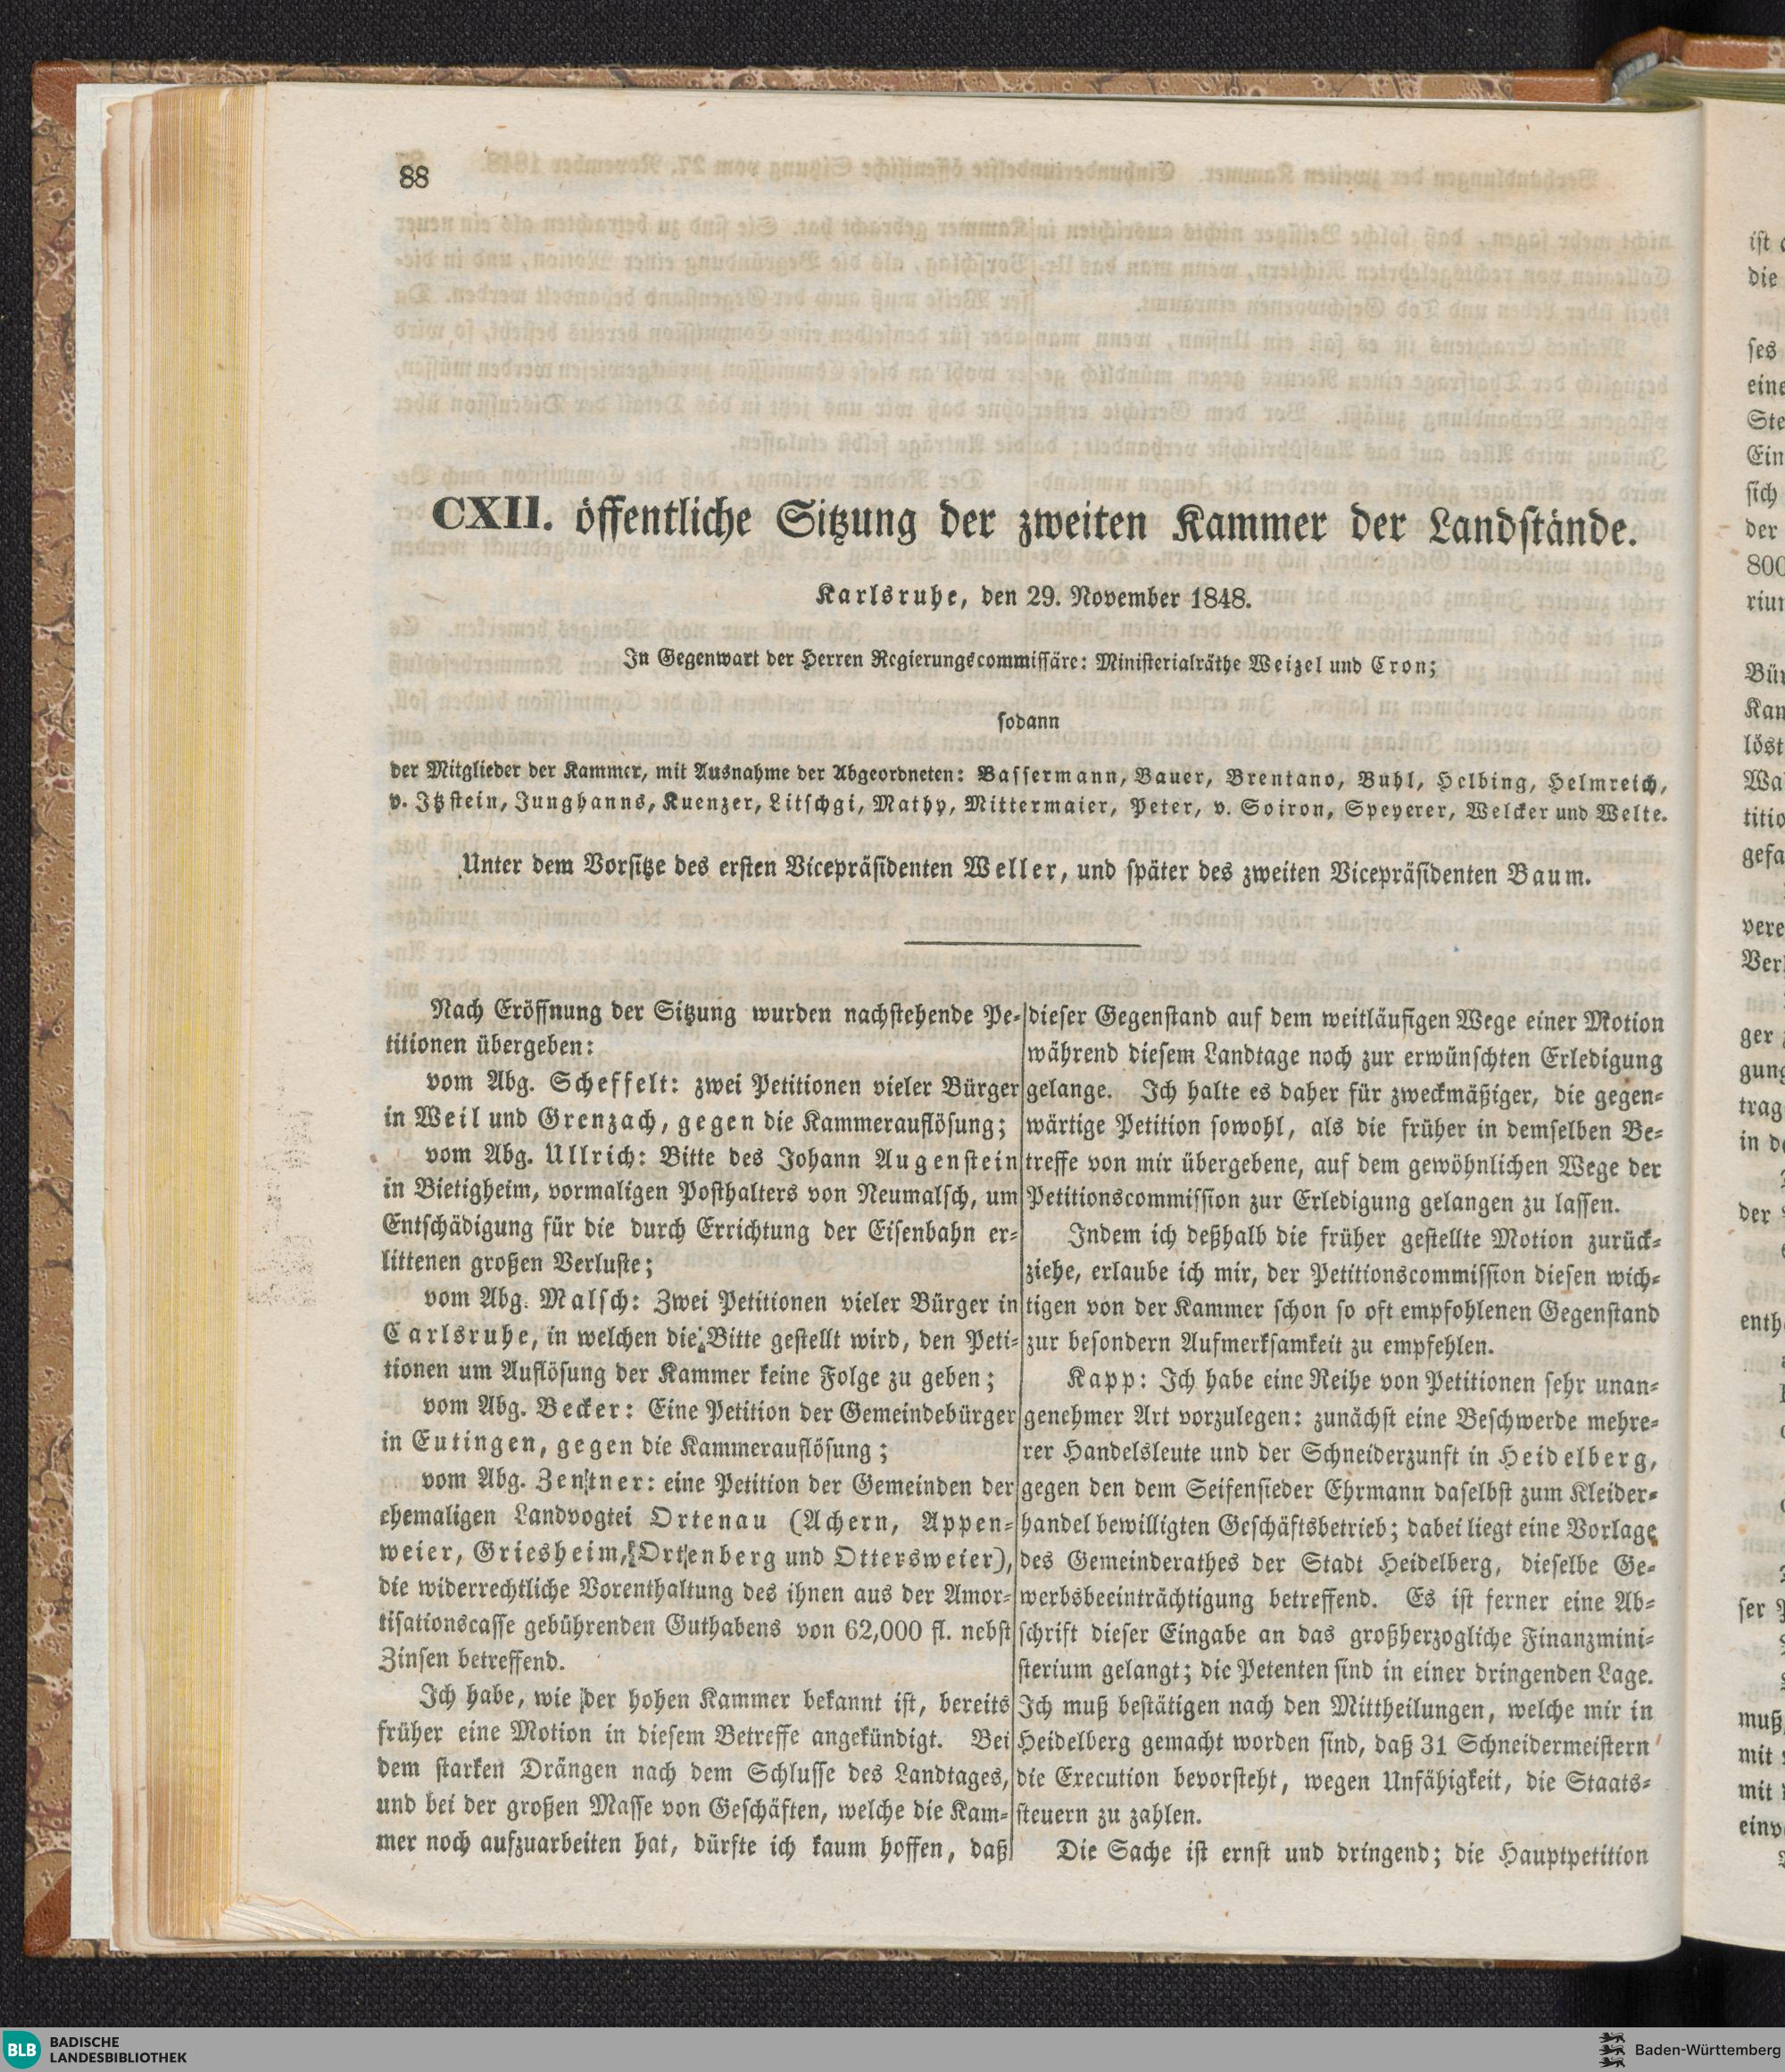 88
CXII. öffentliche Sitzung der zweiten Kammer der Landstände.
Karlsruhe, den 29. November 1848.
In Gegenwart der Herren Regierungscommissäre: Ministerialräthe Weizel und Cron;
sodann
der Mitglieder der Kammer, mit Ausnahme der Abgeordneten: Bassermann, Bauer, Brentano, Buhl, Helbing, Helmreich,
v. Itzstein, Junghanns, Kuenzer, Litschgi, Mathy, Mittermaier, Peter, v. Soiron, Speyerer, Welcker und Welte.
Unter dem Vorsitze des ersten Vicepräsidenten Weller, und später des zweiten Vicepräsidenten Baum.
Nach Eröffnung der Sitzung wurden nachstehende Pe-
titionen übergeben:
vom Abg. Scheffelt: zwei Petitionen vieler Bürger
in Weil und Grenzach, gegen die Kammerauflösung;
vom Abg. Ullrich: Bitte des Johann Augenstein
in Bietigheim, vormaligen Posthalters von Neumalsch, um
Entschädigung für die durch Errichtung der Eisenbahn er-
littenen großen Verluste;
vom Abg. Malsch: Zwei Petitionen vieler Bürger in
Carlsruhe, in welchen die Bitte gestellt wird, den Peti-
tionen um Auflösung der Kammer keine Folge zu geben;
vom Abg. Becker: Eine Petition der Gemeindebürger
in Eutingen, gegen die Kammerauflösung;
vom Abg. Zentner: eine Petition der Gemeinden der
ehemaligen Landvogtei Ortenau (Achern, Appen-
weier, Griesheim, Ortenberg und Ottersweier),
die widerrechtliche Vorenthaltung des ihnen aus der Amor-
tisationscasse gebührenden Guthabens von 62,000 fl. nebst
Zinsen betreffend.
Ich habe, wie der hohen Kammer bekannt ist, bereits
früher eine Motion in diesem Betreffe angekündigt. Bei
dem starken Drängen nach dem Schlusse des Landtages,
und bei der großen Masse von Geschäften, welche die Kam-
mer noch aufzuarbeiten hat, dürfte ich kaum hoffen, daß
dieser Gegenstand auf dem weitläufigen Wege einer Motion
während diesem Landtage noch zur erwünschten Erledigung
gelange. Ich halte es daher für zweckmäßiger, die gegen-
wärtige Petition sowohl, als die früher in demselben Be-
treffe von mir übergebene, auf dem gewöhnlichen Wege der
Petitionscommission zur Erledigung gelangen zu lassen.
Indem ich deßhalb die früher gestellte Motion zurück-
ziehe, erlaube ich mir, der Petitionscommission diesen wich-
tigen von der Kammer schon so oft empfohlenen Gegenstand
zur besondern Aufmerksamkeit zu empfehlen.
Kapp: Ich habe eine Reihe von Petitionen sehr unan-
genehmer Art vorzulegen: zunächst eine Beschwerde mehre-
rer Handelsleute und der Schneiderzunft in Heidelberg,
gegen den dem Seifensieder Ehrmann daselbst zum Kleider-
handel bewilligten Geschäftsbetrieb; dabei liegt eine Vorlage
des Gemeinderathes der Stadt Heidelberg, dieselbe Ge-
werbsbeeinträchtigung betreffend. Es ist ferner eine Ab-
schrift dieser Eingabe an das großherzogliche Finanzmini-
sterium gelangt; die Petenten sind in einer dringenden Lage.
Ich muß bestätigen nach den Mittheilungen, welche mir in
Heidelberg gemacht worden sind, daß 31 Schneidermeistern
die Execution bevorsteht, wegen Unfähigkeit, die Staats-
steuern zu zahlen.
Die Sache ist ernst und dringend; die Hauptpetition
ist
die
ses
eine
Ein
sich
der
800
vere
ger
in
der
muß,
mit
mit
BLB BADISCHE
LANDESBIBLIOTHEK
Baden-Württemberg